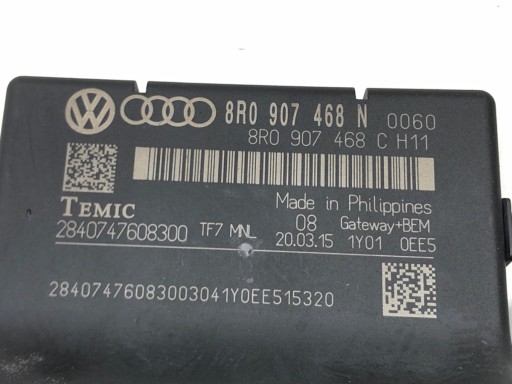 8R0 907 468 N 0060
8R0 907 468 C H11
TEMIC
Made in Philippines
08 Gateway+BEM
2840747608300 TF7 MNL 20.03.15 1Y01 0EE5
28407476083003041Y0EE515320